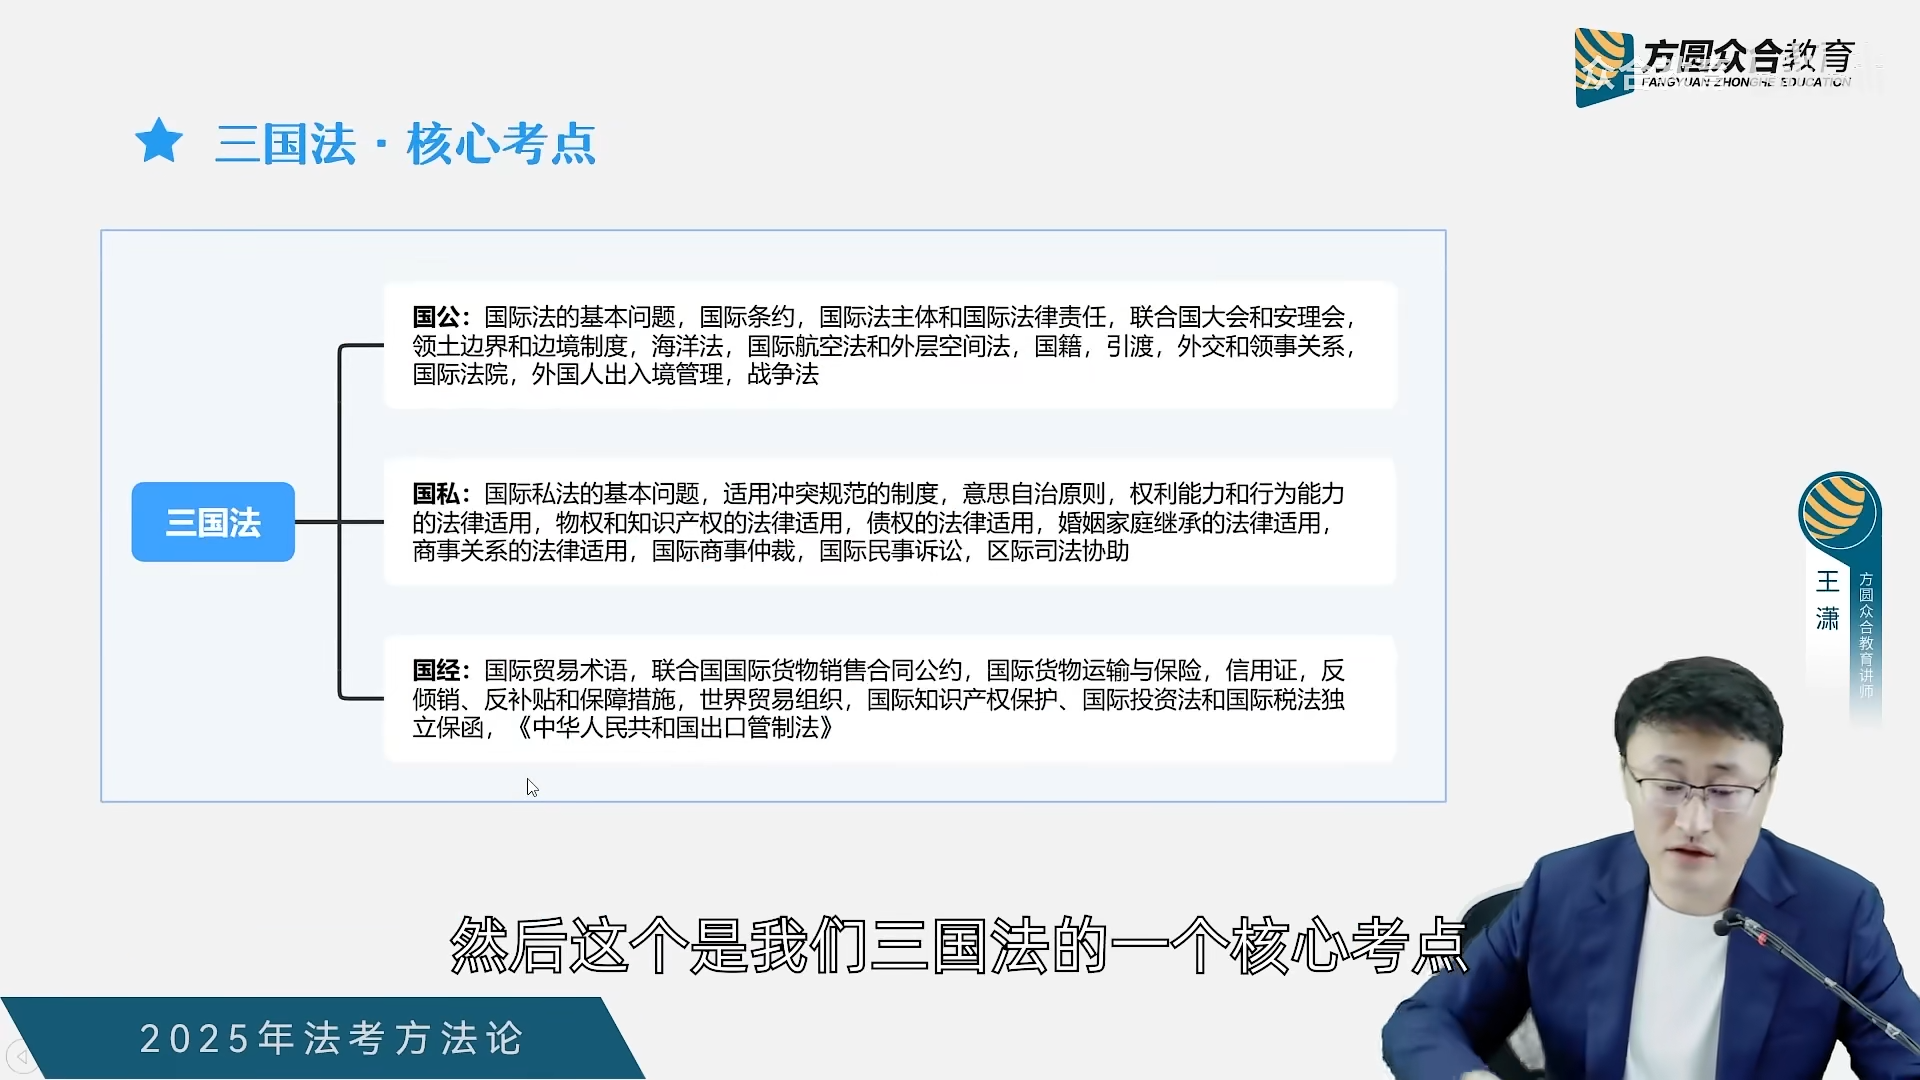 方圆众合教育
FANGYUAN ZHONGHE EDUCATION
三国法·核心考点
国公：国际法的基本问题，国际条约，国际法主体和国际法律责任，联合国大会和安理会，
领土边界和边境制度，海洋法，国际航空法和外层空间法，国籍，引渡，外交和领事关系，
国际法院，外国人出入境管理，战争法
三国法
国私：国际私法的基本问题，适用冲突规范的制度，意思自治原则，权利能力和行为能力
的法律适用，物权和知识产权的法律适用，债权的法律适用，婚姻家庭继承的法律适用，
商事关系的法律适用，国际商事仲裁，国际民事诉讼，区际司法协助
国经：国际贸易术语，联合国国际货物销售合同公约，国际货物运输与保险，信用证，反
倾销、反补贴和保障措施，世界贸易组织，国际知识产权保护、国际投资法和国际税法独
立保函，《中华人民共和国出口管制法》
王潇
方圆众合教育讲师
然后这个是我们三国法的一个核心考点
2025年法考方法论